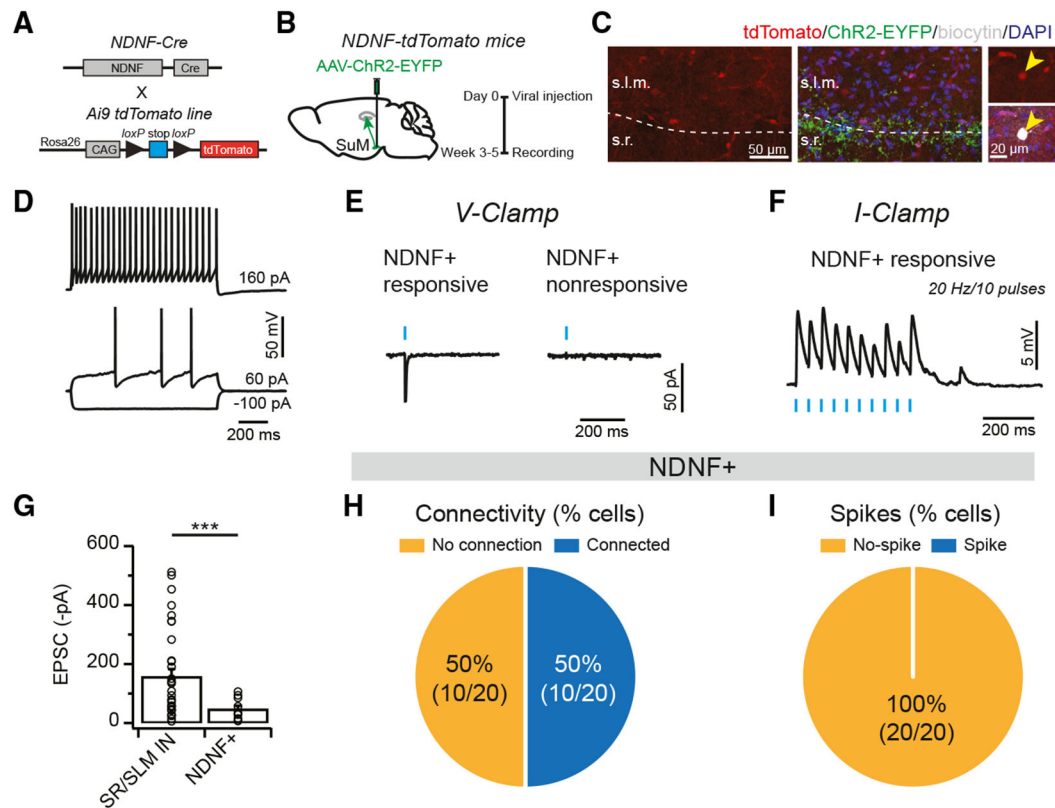 A
NDNF-Cre
NDNF
Cre
X
Ai9 tdTomato line
Rosa26
loxP stop loxP
CAG
tdTomato
B
NDNF-tdTomato mice
AAV-ChR2-EYFP
SuM
Day 0
Viral injection
Week 3-5
Recording
C
tdTomato/ChR2-EYFP/biocytin/DAPI
s.l.m.
s.r.
50 µm
s.l.m.
s.r.
20 µm
D
160 pA
50 mV
60 pA
-100 pA
200 ms
E
V-Clamp
NDNF+
responsive
NDNF+
nonresponsive
50 pA
200 ms
F
I-Clamp
NDNF+ responsive
20 Hz/10 pulses
5 mV
200 ms
NDNF+
G
***
EPSC (-pA)
600
400
200
0
SR/SLM IN
NDNF+
H
Connectivity (% cells)
No connection
Connected
50%
(10/20)
50%
(10/20)
I
Spikes (% cells)
No-spike
Spike
100%
(20/20)